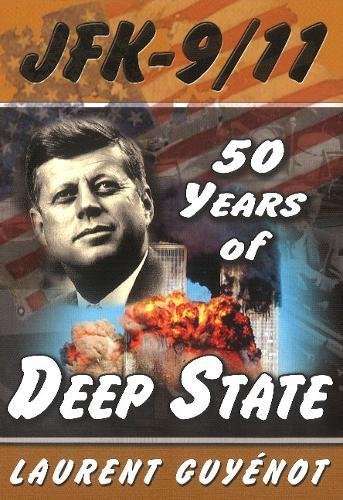 JFK-9/11
50
YEARS
of
DEEP STATE
LAURENT GUYÉNOT